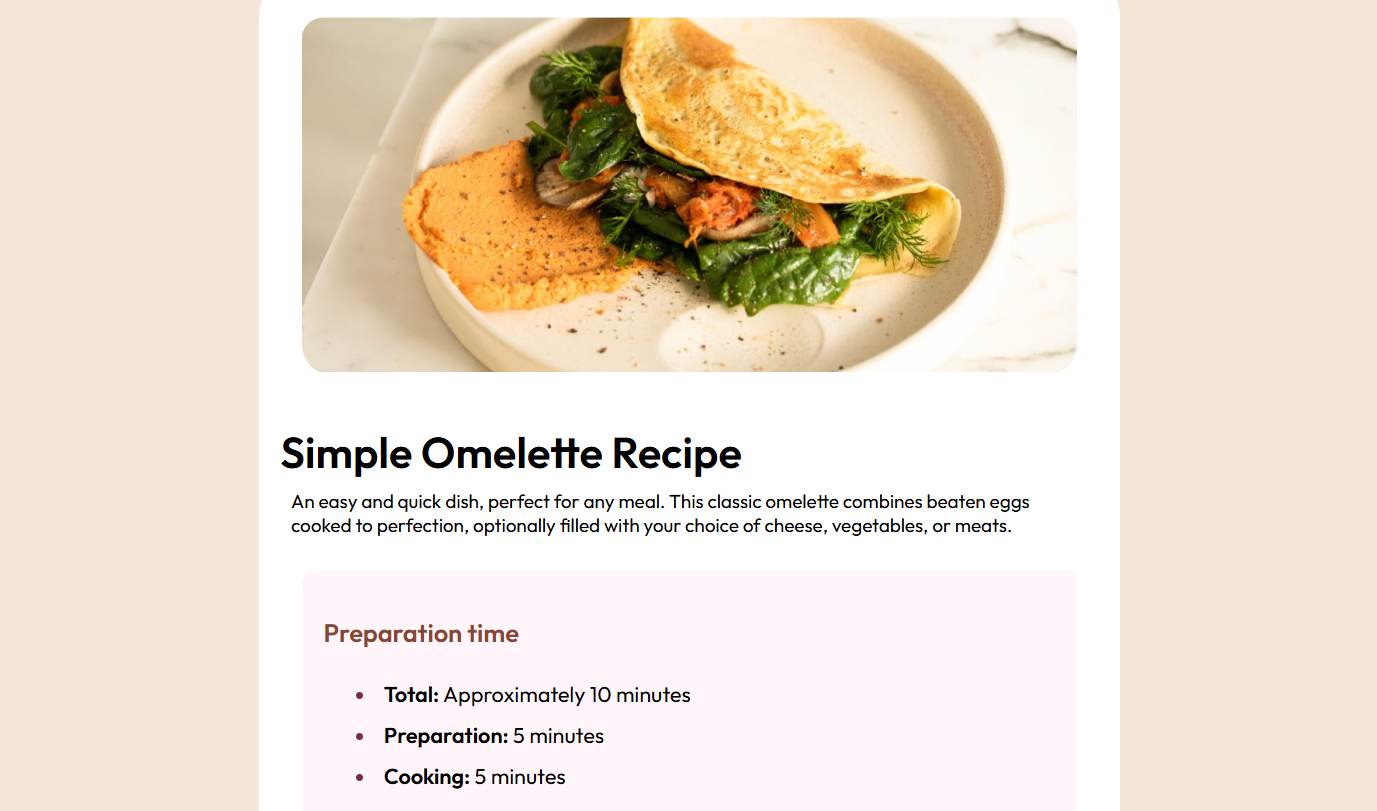 Simple Omelette Recipe
An easy and quick dish, perfect for any meal. This classic omelette combines beaten eggs
cooked to perfection, optionally filled with your choice of cheese, vegetables, or meats.
Preparation time
Total: Approximately 10 minutes
Preparation: 5 minutes
Cooking: 5 minutes